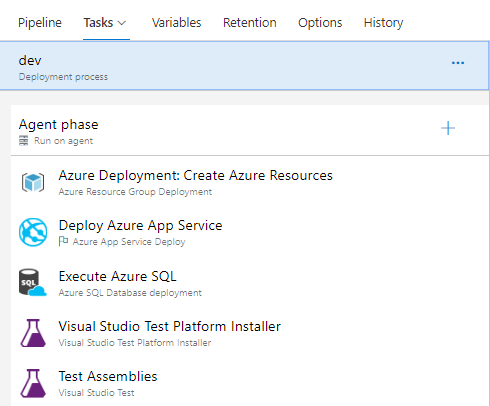 Pipeline Tasks Variables Retention Options History
dev
Deployment process
Agent phase
Run on agent
Azure Deployment: Create Azure Resources
Azure Resource Group Deployment
Deploy Azure App Service
Azure App Service Deploy
Execute Azure SQL
SQL
Azure SQL Database deployment
Visual Studio Test Platform Installer
Visual Studio Test Platform Installer
Test Assemblies
Visual Studio Test